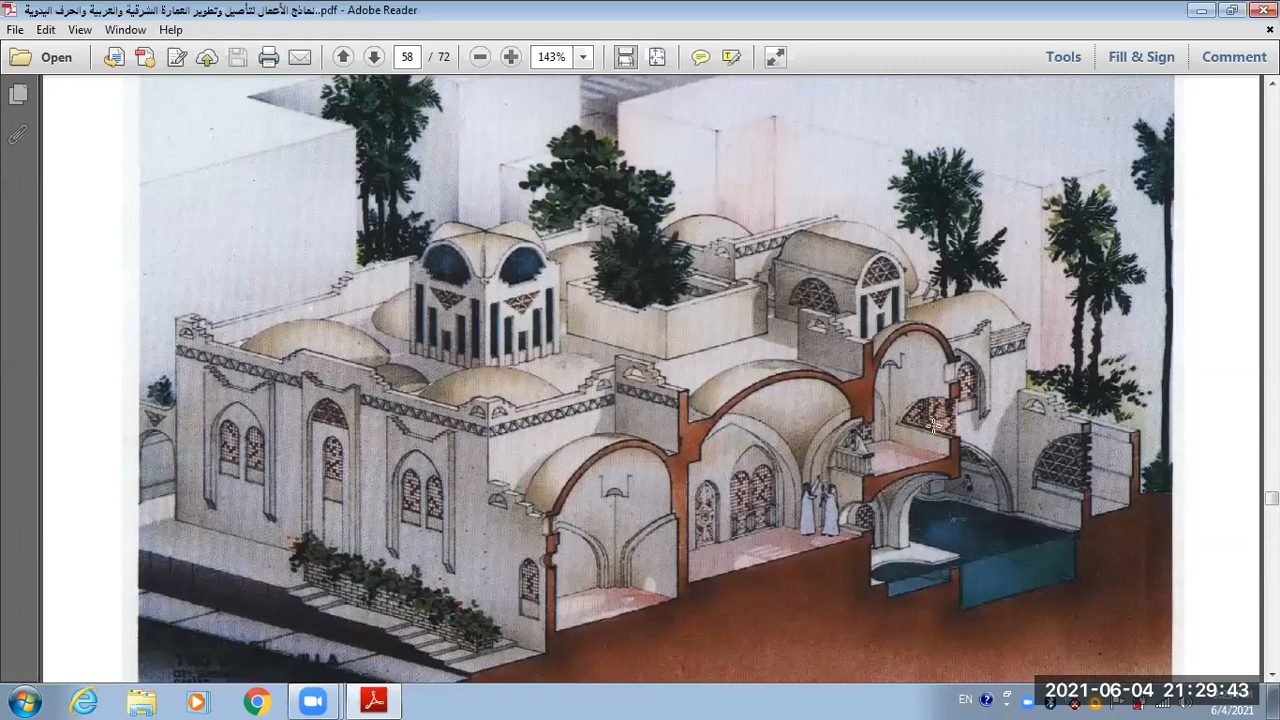 نماذج الأعمال لتأصيل وتطوير العمارة الشرقية والعربية والحرف اليدوية..pdf - Adobe Reader
File Edit View Window Help
Open 58 / 72 143% Tools Fill & Sign Comment
EN
2021-06-04 21:29:43
6/4/2021